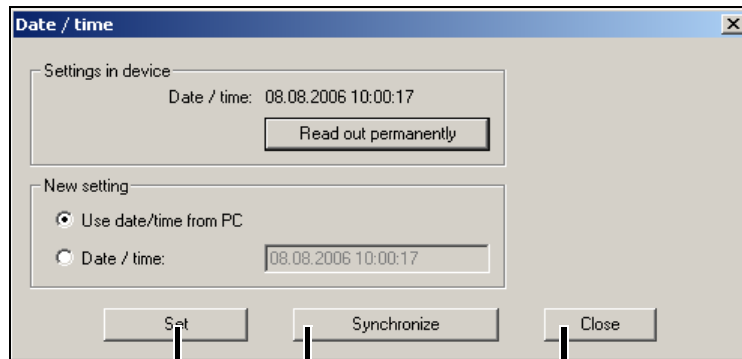 Date / time
Settings in device
Date / time: 08.08.2006 10:00:17
Read out permanently
New setting
Use date/time from PC
Date / time: 08.08.2006 10:00:17
Set Synchronize Close